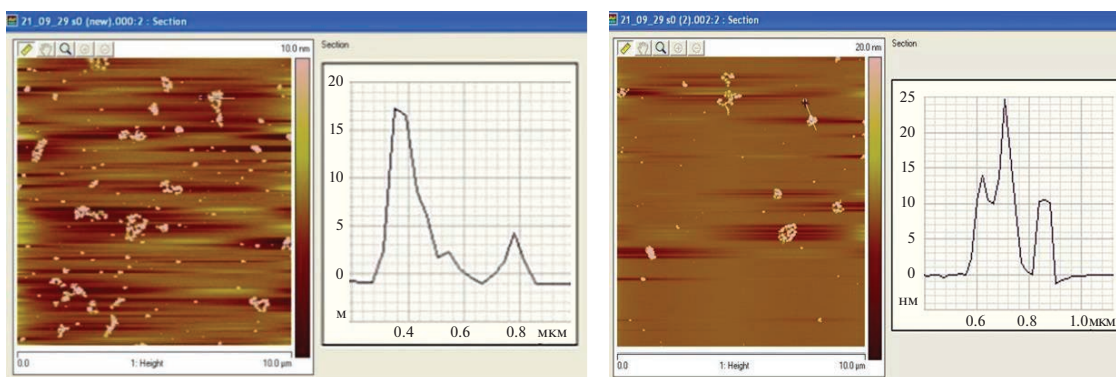 21_09_29 s0 (new).000:2 : Section
10.0 nm
0.0
1: Height
10.0 µm
Section
20
15
10
5
0
м
0.4
0.6
0.8
мкм
21_09_29 s0 (2).002:2 : Section
20.0 nm
0.0
1: Height
10.0 µm
Section
25
20
15
10
5
0
нм
0.6
0.8
1.0мкм